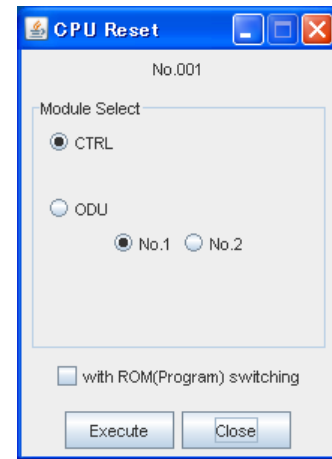 CPU Reset
No.001
Module Select
CTRL
ODU
No.1 No.2
with ROM(Program) switching
Execute Close